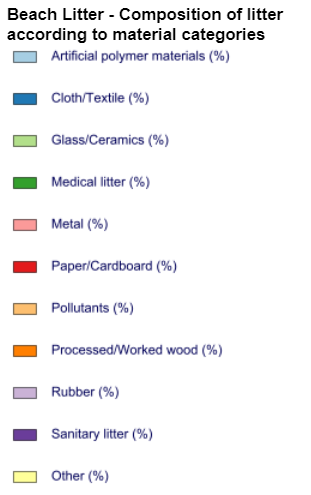 Beach Litter - Composition of litter
according to material categories
Artificial polymer materials (%)
Cloth/Textile (%)
Glass/Ceramics (%)
Medical litter (%)
Metal (%)
Paper/Cardboard (%)
Pollutants (%)
Processed/Worked wood (%)
Rubber (%)
Sanitary litter (%)
Other (%)